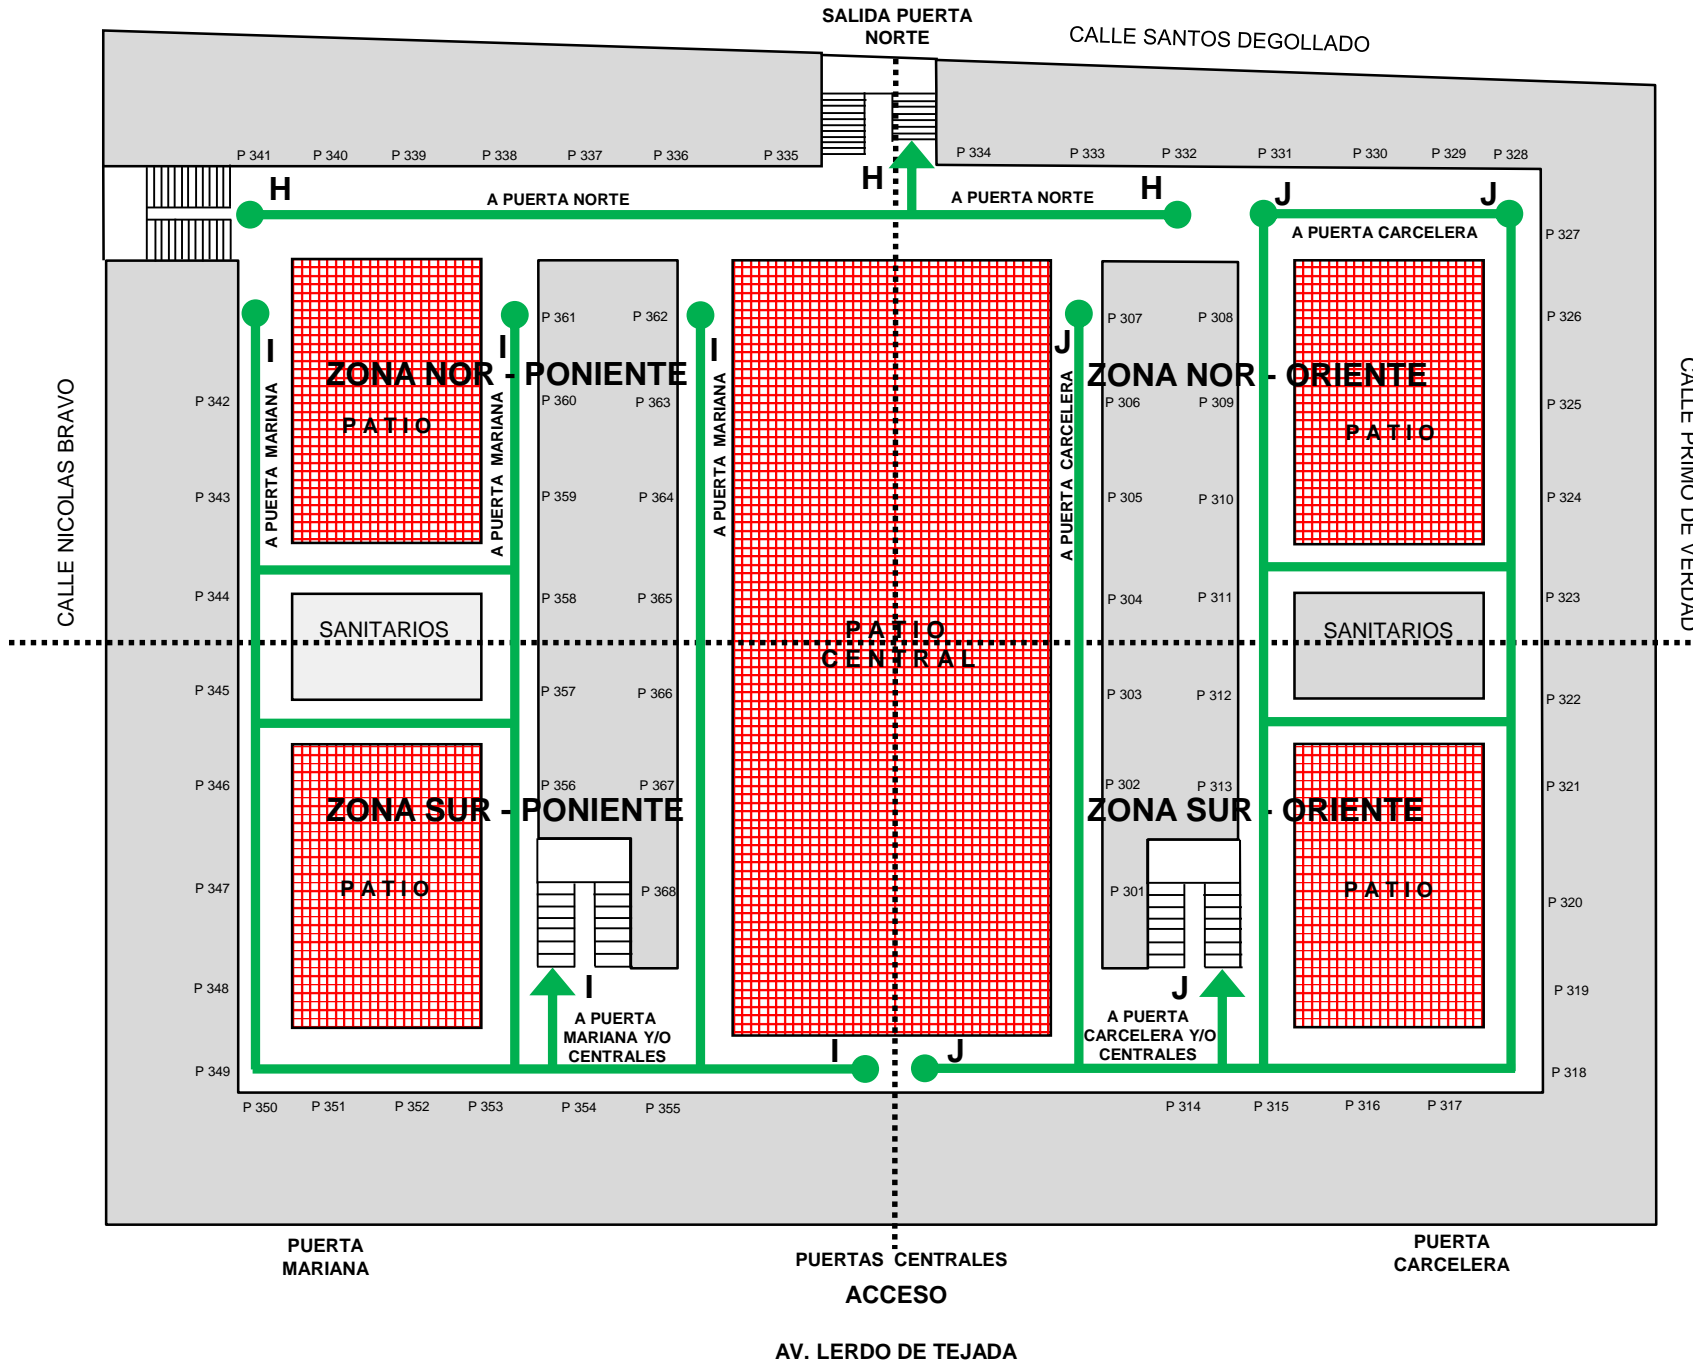 SALIDA PUERTA
NORTE
CALLE SANTOS DEGOLLADO
P 341
P 340
P 339
P 338
P 337
P 336
P 335
P 334
P 333
P 332
P 331
P 330
P 329
P 328
H
H
H
J
J
A PUERTA NORTE
A PUERTA NORTE
A PUERTA CARCELERA
P 327
P 361
P 362
P 307
P 308
P 326
I
I
I
J
ZONA NOR - PONIENTE
ZONA NOR - ORIENTE
CALLE NICOLAS BRAVO
CALLE PRIMO DE VERDAD
A PUERTA MARIANA
A PUERTA MARIANA
A PUERTA MARIANA
A PUERTA CARCELERA
P 342
P 360
P 363
P 306
P 309
P 325
PATIO
PATIO
P 343
P 359
P 364
P 305
P 310
P 324
P 344
P 358
P 365
P 304
P 311
P 323
SANITARIOS
PATIO
CENTRAL
SANITARIOS
P 345
P 357
P 366
P 303
P 312
P 322
P 346
P 356
P 367
P 302
P 313
P 321
ZONA SUR - PONIENTE
ZONA SUR - ORIENTE
P 347
PATIO
P 368
P 301
PATIO
P 320
P 348
I
J
P 319
A PUERTA
MARIANA Y/O
CENTRALES
A PUERTA
CARCELERA Y/O
CENTRALES
I
J
P 349
P 318
P 350
P 351
P 352
P 353
P 354
P 355
P 314
P 315
P 316
P 317
PUERTA
MARIANA
PUERTAS CENTRALES
PUERTA
CARCELERA
ACCESO
AV. LERDO DE TEJADA